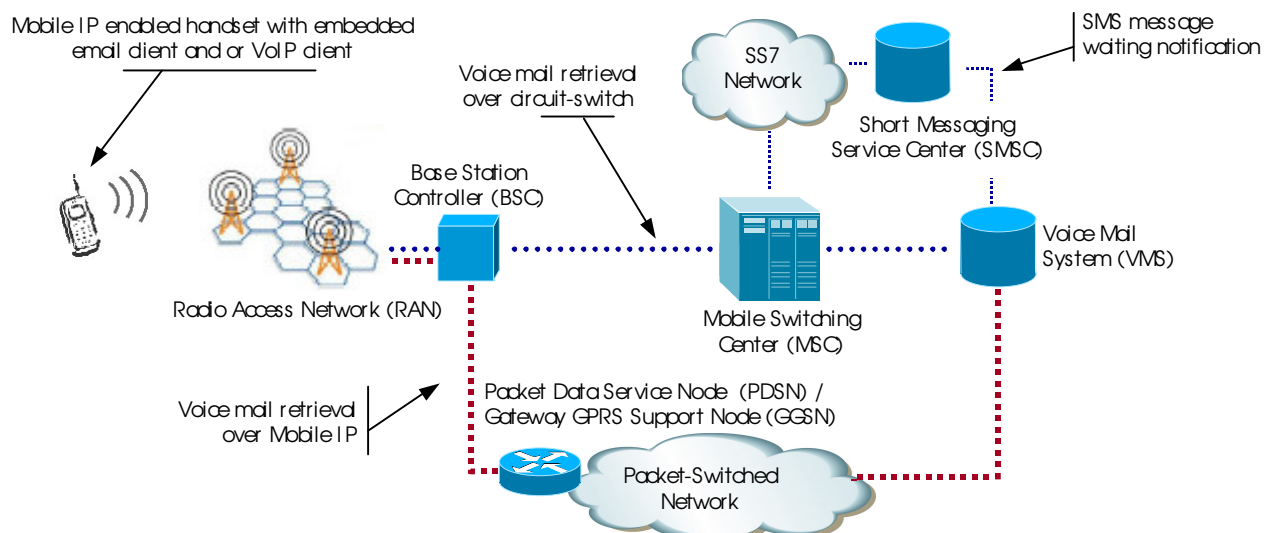 Mobile IP enabled handset with embedded
email client and or VoIP client
SMS message
waiting notification
SS7
Network
Voice mail retrieval
over circuit-switch
Short Messaging
Service Center (SMSC)
Base Station
Controller (BSC)
Voice Mail
System (VMS)
Radio Access Network (RAN)
Mobile Switching
Center (MSC)
Packet Data Service Node (PDSN) /
Gateway GPRS Support Node (GGSN)
Voice mail retrieval
over Mobile IP
Packet-Switched
Network